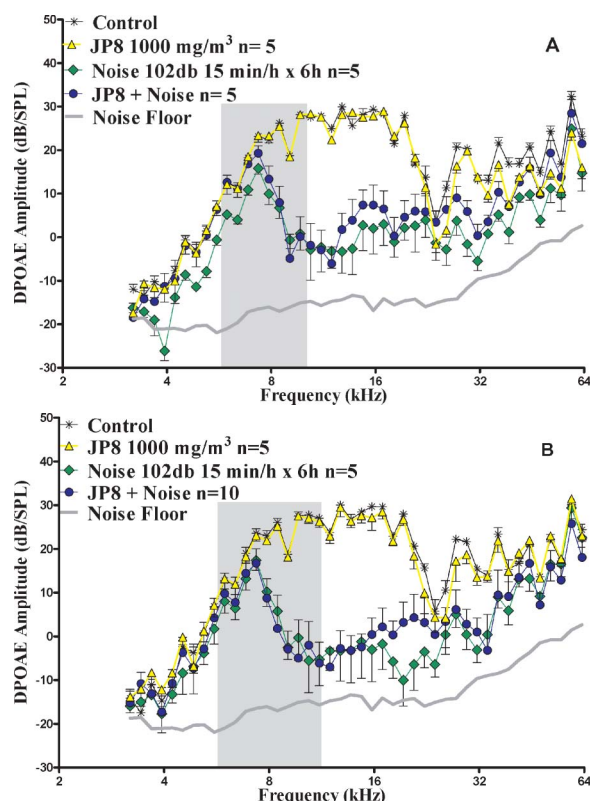 A
Control
JP8 1000 mg/m³ n= 5
Noise 102db 15 min/h x 6h n=5
JP8 + Noise n= 5
Noise Floor
DPOAE Amplitude (dB/SPL)
50
40
30
20
10
0
-10
-20
-30
2 4 8 16 32 64
Frequency (kHz)
B
Control
JP8 1000 mg/m³ n=5
Noise 102db 15 min/h x 6h n=5
JP8 + Noise n=10
Noise Floor
DPOAE Amplitude (dB/SPL)
50
40
30
20
10
0
-10
-20
-30
2 4 8 16 32 64
Frequency (kHz)